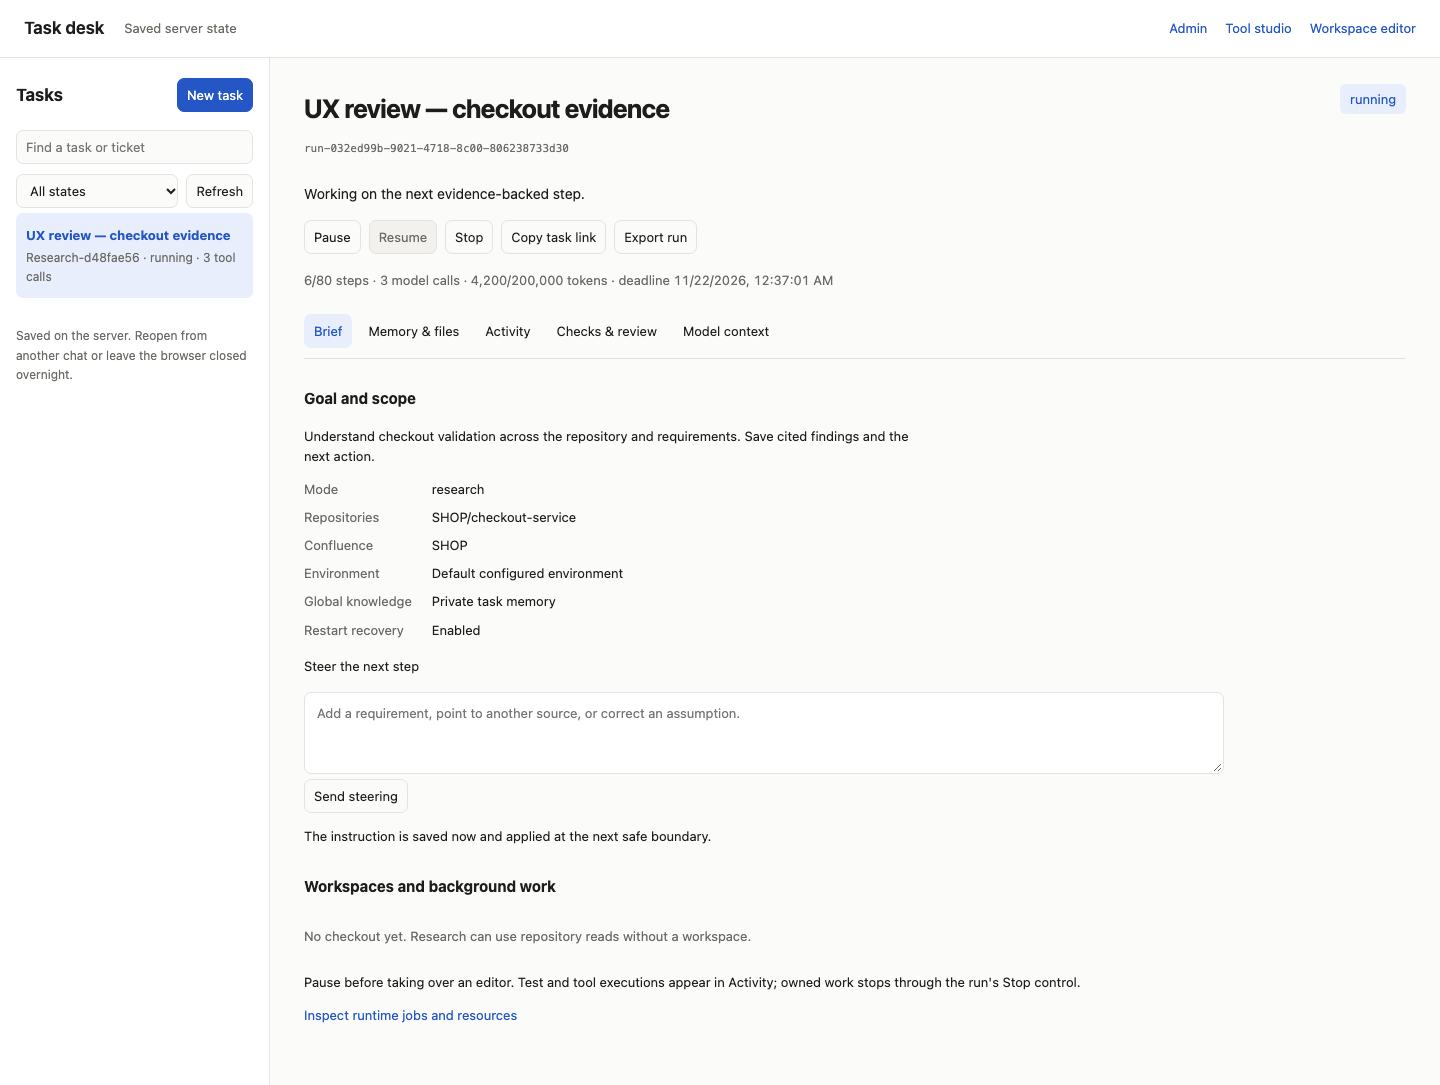 Task desk
Saved server state
Admin
Tool studio
Workspace editor
Tasks
New task
Find a task or ticket
All states
Refresh
UX review — checkout evidence
Research-d48fae56 · running · 3 tool
calls
Saved on the server. Reopen from
another chat or leave the browser closed
overnight.
UX review — checkout evidence
running
run-032ed99b-9021-4718-8c00-806238733d30
Working on the next evidence-backed step.
Pause
Resume
Stop
Copy task link
Export run
6/80 steps · 3 model calls · 4,200/200,000 tokens · deadline 11/22/2026, 12:37:01 AM
Brief
Memory & files
Activity
Checks & review
Model context
Goal and scope
Understand checkout validation across the repository and requirements. Save cited findings and the
next action.
Mode research
Repositories SHOP/checkout-service
Confluence SHOP
Environment Default configured environment
Global knowledge Private task memory
Restart recovery Enabled
Steer the next step
Add a requirement, point to another source, or correct an assumption.
Send steering
The instruction is saved now and applied at the next safe boundary.
Workspaces and background work
No checkout yet. Research can use repository reads without a workspace.
Pause before taking over an editor. Test and tool executions appear in Activity; owned work stops through the run's Stop control.
Inspect runtime jobs and resources